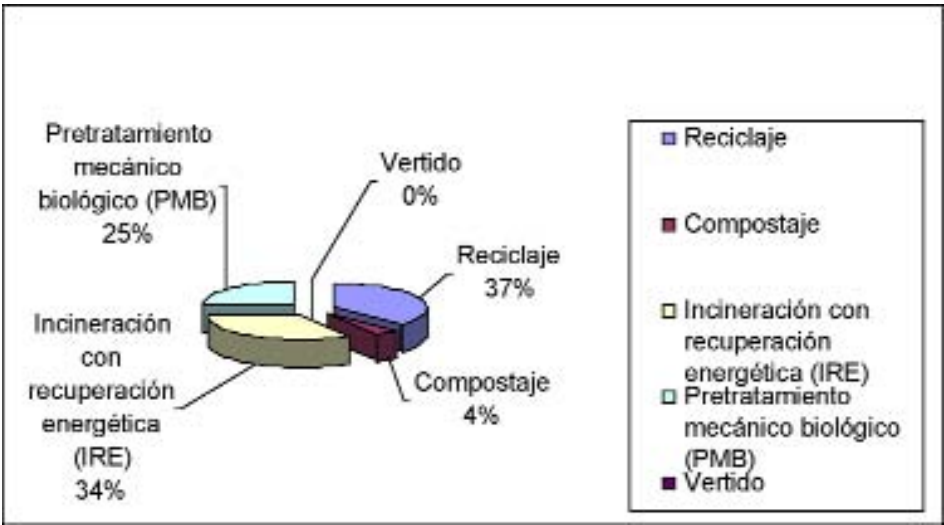 Pretratamiento
mecánico
biológico (PMB)
25%
Vertido
0%
Reciclaje
37%
Incineración
con
recuperación
energética
(IRE)
34%
Compostaje
4%
Reciclaje
Compostaje
Incineración con
recuperación
energética (IRE)
Pretratamiento
mecánico biológico
(PMB)
Vertido